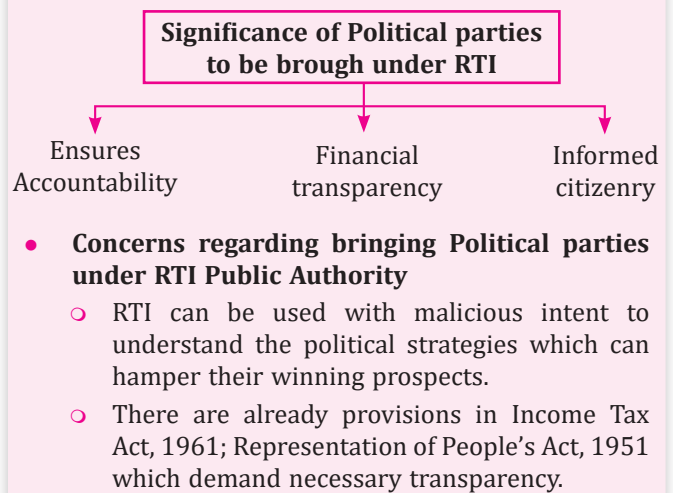 Significance of Political parties
to be brough under RTI
Ensures
Accountability
Financial
transparency
Informed
citizenry
● Concerns regarding bringing Political parties
under RTI Public Authority
○ RTI can be used with malicious intent to
understand the political strategies which can
hamper their winning prospects.
○ There are already provisions in Income Tax
Act, 1961; Representation of People's Act, 1951
which demand necessary transparency.